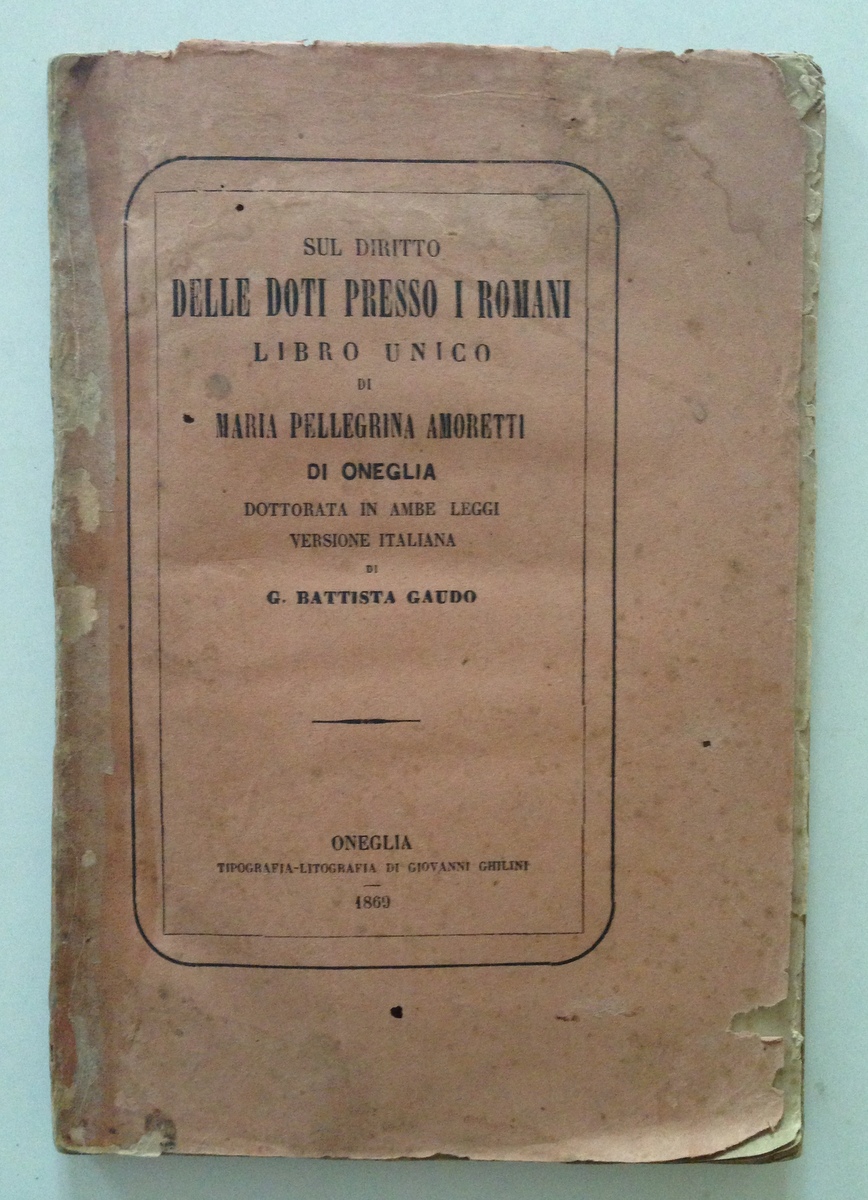 SUL DIRITTO
DELLE DOTI PRESSO I ROMANI
LIBRO UNICO
DI
MARIA PELLEGRINA AMORETTI
DI ONEGLIA
DOTTORATA IN AMBE LEGGI
VERSIONE ITALIANA
DI
G. BATTISTA GAUDO
ONEGLIA
TIPOGRAFIA-LITOGRAFIA DI GIOVANNI GHILINI
1869